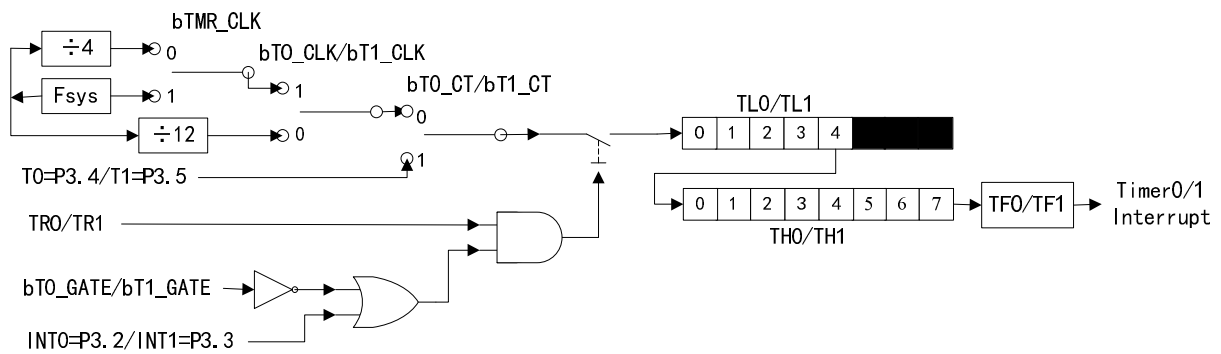 bTMR_CLK
÷4
0
bT0_CLK/bT1_CLK
Fsys
1
1
bT0_CT/bT1_CT
0
÷12
0
1
T0=P3.4/T1=P3.5
TL0/TL1
0 1 2 3 4
0 1 2 3 4 5 6 7
TH0/TH1
TF0/TF1
Timer0/1
Interrupt
TR0/TR1
bT0_GATE/bT1_GATE
INT0=P3.2/INT1=P3.3